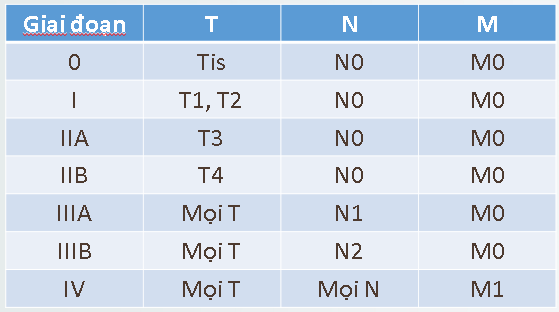 Giai đoạn T N M
0 Tis N0 M0
I T1, T2 N0 M0
IIA T3 N0 M0
IIB T4 N0 M0
IIIA Mọi T N1 M0
IIIB Mọi T N2 M0
IV Mọi T Mọi N M1